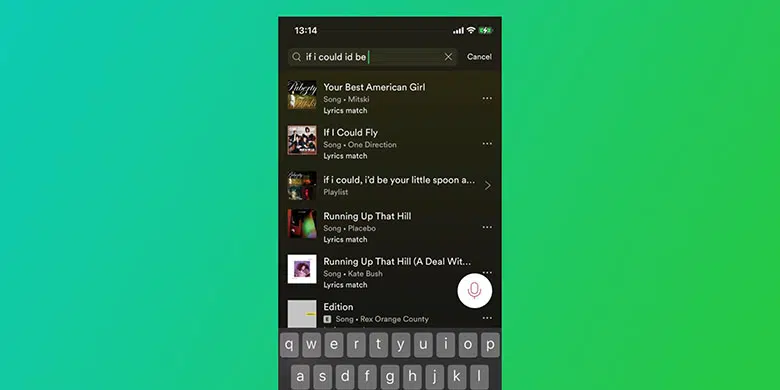 13:14
if i could id be
Cancel
Your Best American Girl
Song • Mitski
Lyrics match
If I Could Fly
Song • One Direction
Lyrics match
if i could, i'd be your little spoon a...
Playlist
Running Up That Hill
Song • Placebo
Lyrics match
Running Up That Hill (A Deal Wit...
Song • Kate Bush
Lyrics match
Edition
E Song • Rex Orange County
q w e r t y u i o p
a s d f g h j k l